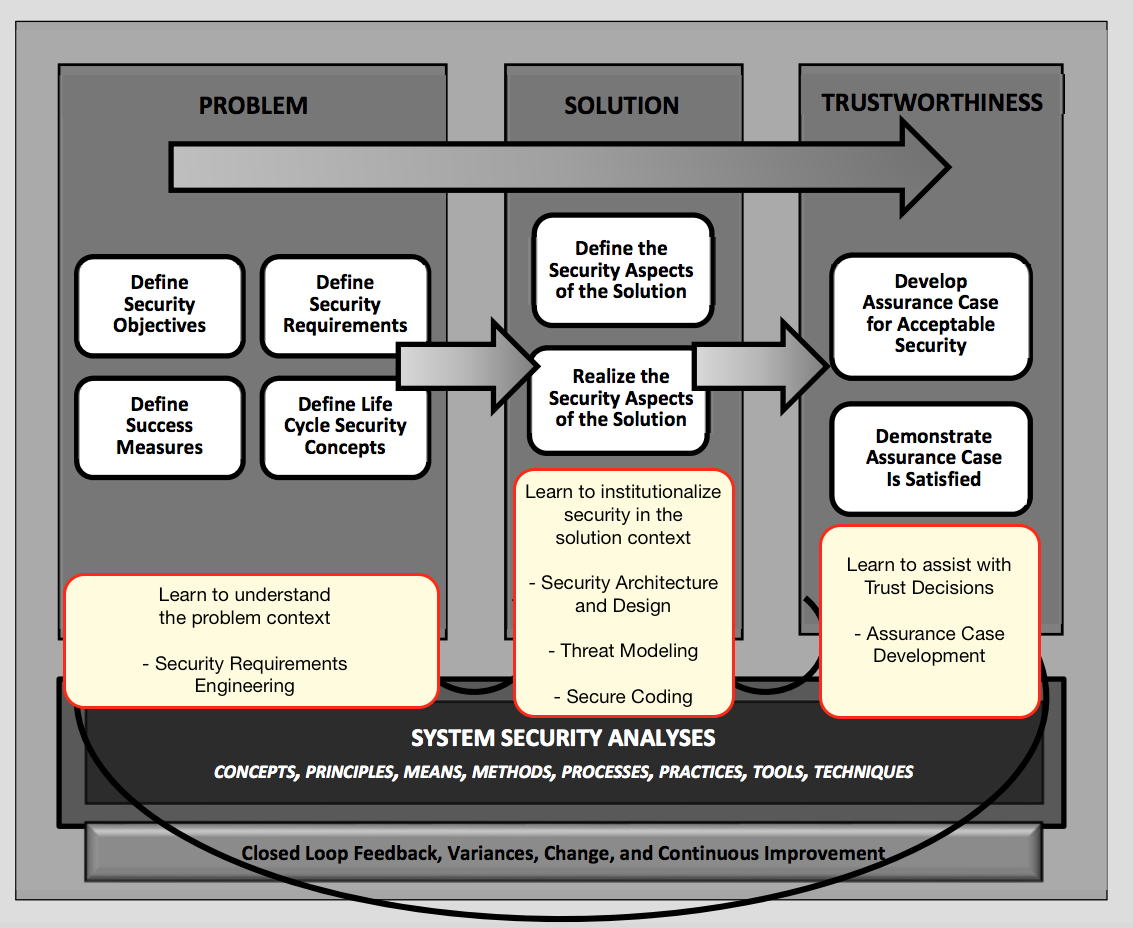 PROBLEM
Define
Security
Objectives
Define
Security
Requirements
Define
Success
Measures
Define Life
Cycle Security
Concepts
Learn to understand
the problem context
- Security Requirements
Engineering
SOLUTION
Define the
Security Aspects
of the Solution
Realize the
Security Aspects
of the Solution
Learn to institutionalize
security in the
solution context
- Security Architecture
and Design
- Threat Modeling
- Secure Coding
TRUSTWORTHINESS
Develop
Assurance Case
for Acceptable
Security
Demonstrate
Assurance Case
Is Satisfied
Learn to assist with
Trust Decisions
- Assurance Case
Development
SYSTEM SECURITY ANALYSES
CONCEPTS, PRINCIPLES, MEANS, METHODS, PROCESSES, PRACTICES, TOOLS, TECHNIQUES
Closed Loop Feedback, Variances, Change, and Continuous Improvement